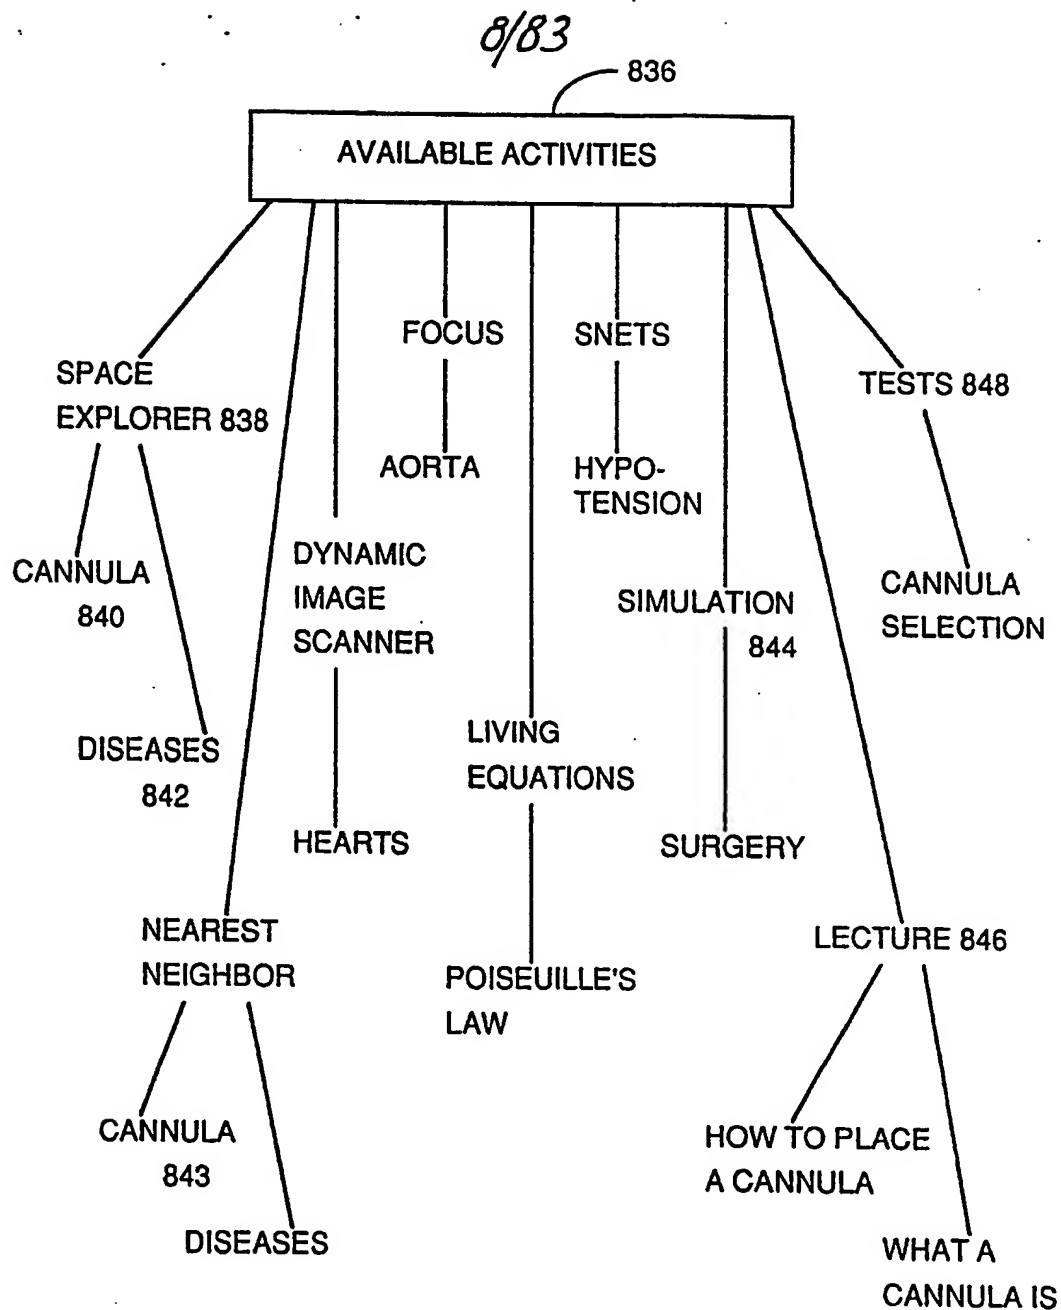 8/83
836
AVAILABLE ACTIVITIES
FOCUS
SNETS
SPACE
EXPLORER 838
TESTS 848
AORTA
HYPO-
TENSION
CANNULA
840
DYNAMIC
IMAGE
SCANNER
SIMULATION
844
CANNULA
SELECTION
DISEASES
842
LIVING
EQUATIONS
HEARTS
SURGERY
NEAREST
NEIGHBOR
LECTURE 846
POISEUILLE'S
LAW
CANNULA
843
HOW TO PLACE
A CANNULA
DISEASES
WHAT A
CANNULA IS